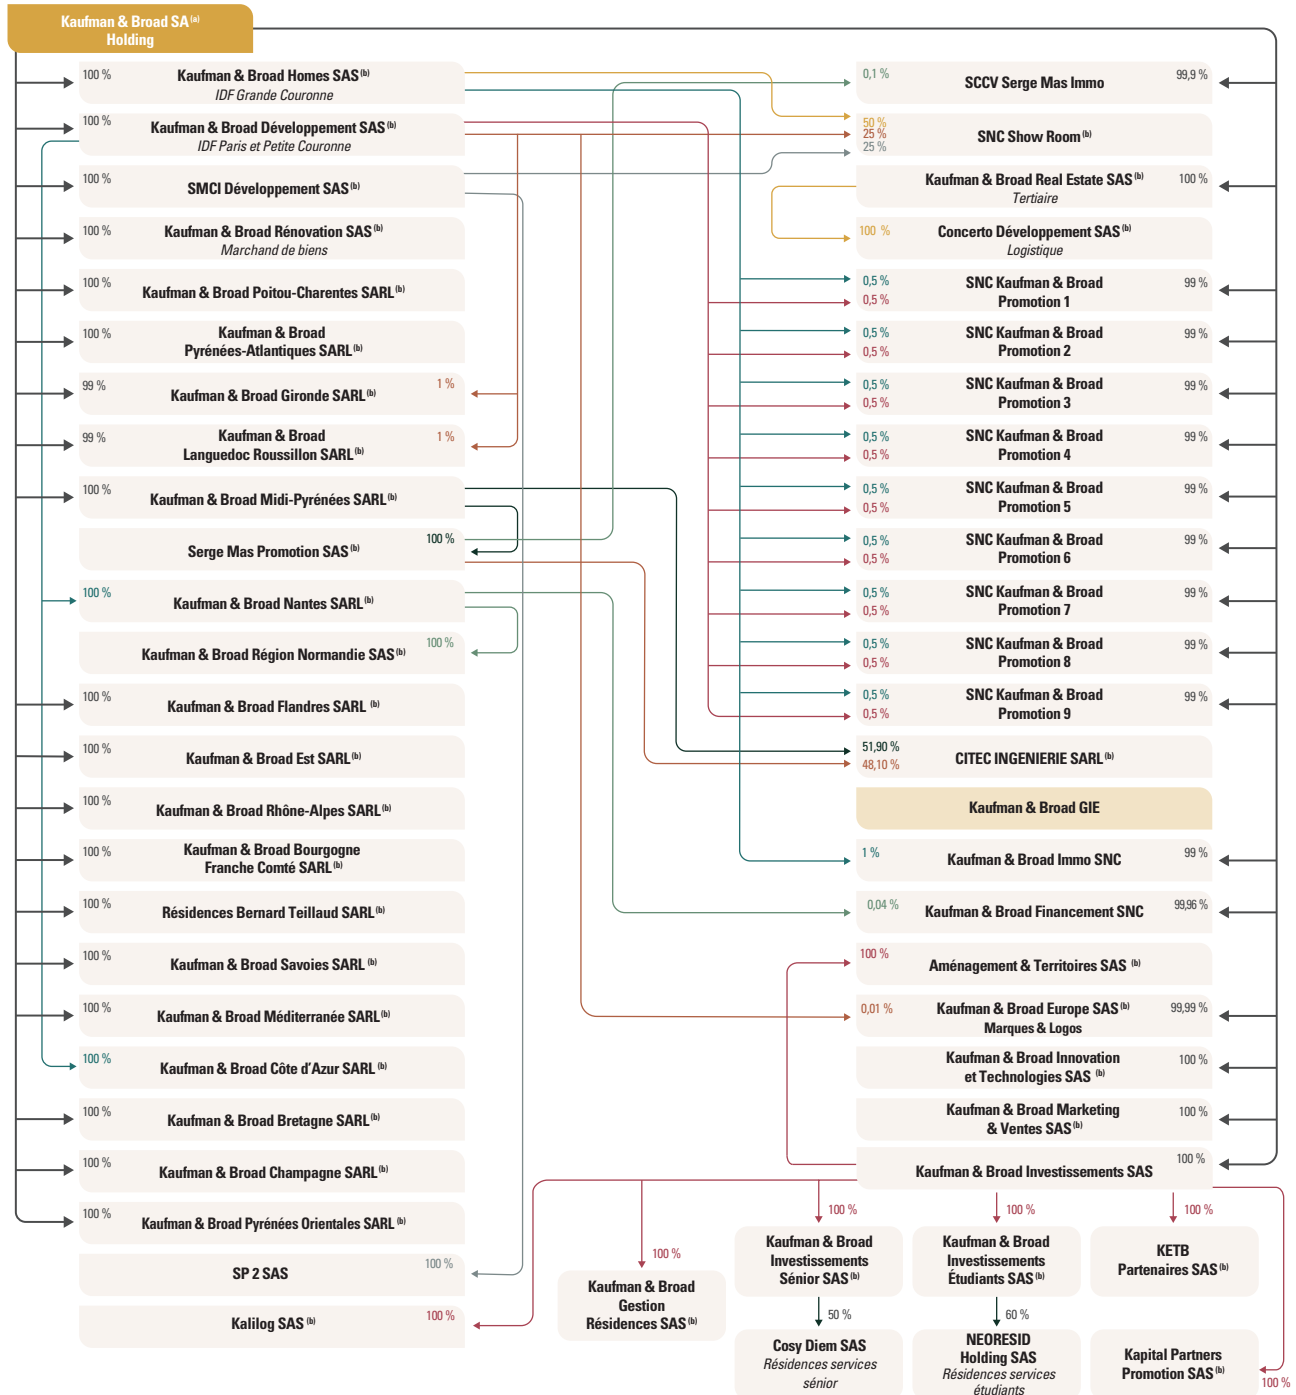 Kaufman & Broad SA (a)
Holding
100 %
Kaufman & Broad Homes SAS (b)
IDF Grande Couronne
100 %
Kaufman & Broad Développement SAS (b)
IDF Paris et Petite Couronne
100 %
SMCI Développement SAS (b)
100 %
Kaufman & Broad Rénovation SAS (b)
Marchand de biens
100 %
Kaufman & Broad Poitou-Charentes SARL (b)
100 %
Kaufman & Broad
Pyrénées-Atlantiques SARL (b)
99 %
Kaufman & Broad Gironde SARL (b)
1 %
99 %
Kaufman & Broad
Languedoc Roussillon SARL (b)
1 %
100 %
Kaufman & Broad Midi-Pyrénées SARL (b)
Serge Mas Promotion SAS (b)
100 %
100 %
Kaufman & Broad Nantes SARL (b)
Kaufman & Broad Région Normandie SAS (b)
100 %
100 %
Kaufman & Broad Flandres SARL (b)
100 %
Kaufman & Broad Est SARL (b)
100 %
Kaufman & Broad Rhône-Alpes SARL (b)
100 %
Kaufman & Broad Bourgogne
Franche Comté SARL (b)
100 %
Résidences Bernard Teillaud SARL (b)
100 %
Kaufman & Broad Savoies SARL (b)
100 %
Kaufman & Broad Méditerranée SARL (b)
100 %
Kaufman & Broad Côte d'Azur SARL (b)
100 %
Kaufman & Broad Bretagne SARL (b)
100 %
Kaufman & Broad Champagne SARL (b)
100 %
Kaufman & Broad Pyrénées Orientales SARL (b)
SP 2 SAS
100 %
Kalilog SAS (b)
100 %
0,1 %
SCCV Serge Mas Immo
99,9 %
50 %
25 %
25 %
SNC Show Room (b)
Kaufman & Broad Real Estate SAS (b)
Tertiaire
100 %
100 %
Concerto Développement SAS (b)
Logistique
0,5 %
0,5 %
SNC Kaufman & Broad
Promotion 1
99 %
0,5 %
0,5 %
SNC Kaufman & Broad
Promotion 2
99 %
0,5 %
0,5 %
SNC Kaufman & Broad
Promotion 3
99 %
0,5 %
0,5 %
SNC Kaufman & Broad
Promotion 4
99 %
0,5 %
0,5 %
SNC Kaufman & Broad
Promotion 5
99 %
0,5 %
0,5 %
SNC Kaufman & Broad
Promotion 6
99 %
0,5 %
0,5 %
SNC Kaufman & Broad
Promotion 7
99 %
0,5 %
0,5 %
SNC Kaufman & Broad
Promotion 8
99 %
0,5 %
0,5 %
SNC Kaufman & Broad
Promotion 9
99 %
51,90 %
48,10 %
CITEC INGENIERIE SARL (b)
Kaufman & Broad GIE
1 %
Kaufman & Broad Immo SNC
99 %
0,04 %
Kaufman & Broad Financement SNC
99,96 %
100 %
Aménagement & Territoires SAS (b)
0,01 %
Kaufman & Broad Europe SAS (b)
Marques & Logos
99,99 %
Kaufman & Broad Innovation
et Technologies SAS (b)
100 %
Kaufman & Broad Marketing
& Ventes SAS (b)
100 %
Kaufman & Broad Investissements SAS
100 %
100 %
Kaufman & Broad
Gestion
Résidences SAS (b)
100 %
Kaufman & Broad
Investissements
Sénior SAS (b)
50 %
Cosy Diem SAS
Résidences services
sénior
100 %
Kaufman & Broad
Investissements
Étudiants SAS (b)
60 %
NEORESID
Holding SAS
Résidences services
étudiants
100 %
KETB
Partenaires SAS (b)
Kapital Partners
Promotion SAS (b)
100 %